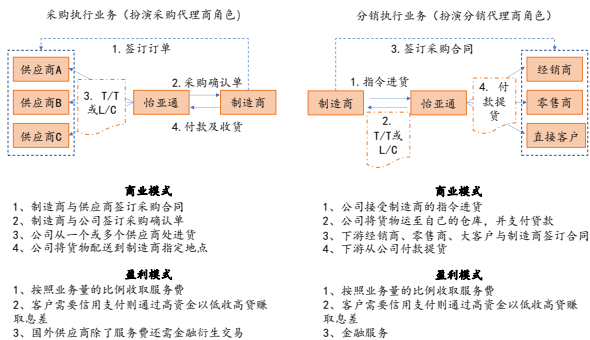 采购执行业务（扮演采购代理商角色）
1.签订订单
供应商A
供应商B
供应商C
3. T/T
或L/C
怡亚通
2.采购确认单
制造商
4.付款及收货
商业模式
1、制造商与供应商签订采购合同
2、制造商与公司签订采购确认单
3、公司从一个或多个供应商处进货
4、公司将货物配送到制造商指定地点
盈利模式
1、按照业务量的比例收取服务费
2、客户需要信用支付则通过高资金以低收高贷赚
取息差
3、国外供应商除了服务费还需金融衍生交易
分销执行业务（扮演分销代理商角色）
3.签订采购合同
1.指令进货
制造商
怡亚通
2.
T/T或
L/C
4. 付
款提
货
经销商
零售商
直接客户
商业模式
1、公司接受制造商的指令进货
2、公司将货物运至自己的仓库，并支付货款
3、下游经销商、零售商、大客户与制造商签订合同
4、下游从公司付款提货
盈利模式
1、按照业务量的比例收取服务费
2、客户需要信用支付则通过高资金以低收高贷赚
取息差
3、金融服务